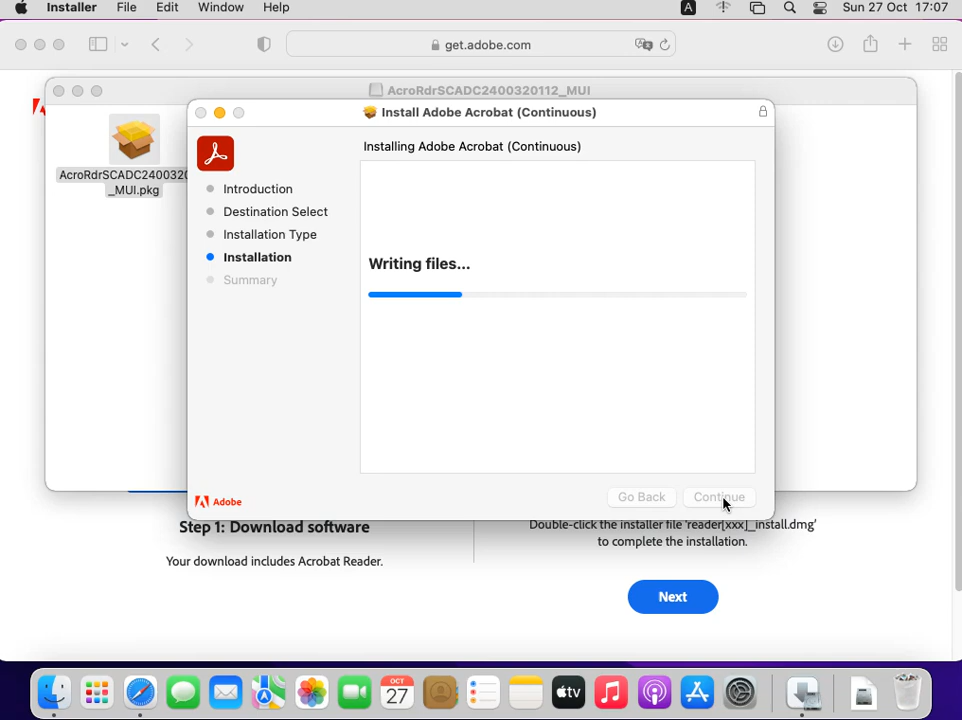 Installer File Edit Window Help A Sun 27 Oct 17:07
get.adobe.com
AcroRdrSCADC2400320112_MUI
Install Adobe Acrobat (Continuous)
AcroRdrSCADC2400320
_MUI.pkg
Installing Adobe Acrobat (Continuous)
Introduction
Destination Select
Installation Type
Installation
Summary
Writing files...
Adobe
Go Back Continue
Step 1: Download software
Your download includes Acrobat Reader.
Double-click the installer file 'reader[xxx]_install.dmg'
to complete the installation.
Next
OCT
27
tv